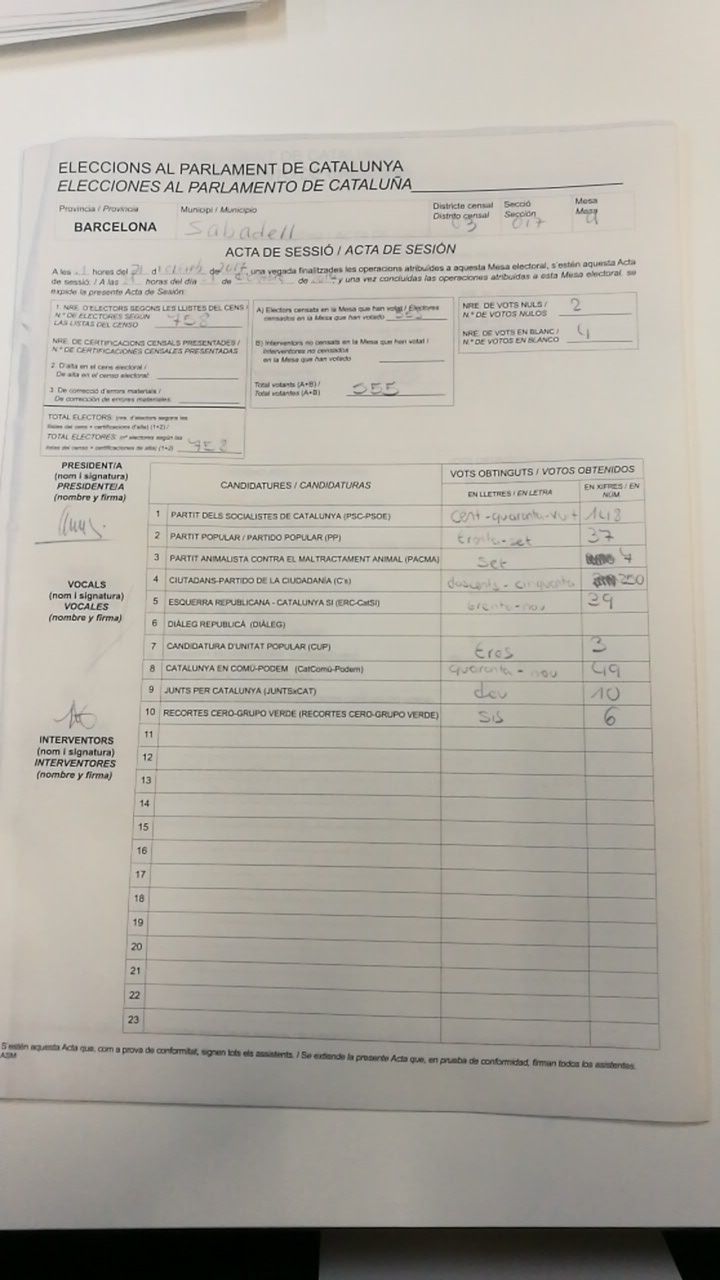 ELECCIONS AL PARLAMENT DE CATALUNYA
ELECCIONES AL PARLAMENTO DE CATALUÑA
Provincia / Provincia Municipi / Municipio Districte censal Secció Mesa
Distrito censal Sección Mesa
BARCELONA Sabadell 03 017 U
ACTA DE SESSIÓ / ACTA DE SESIÓN
A les hores del 21 d' de 2017, una vegada finalitzades les operacions atribuïdes a aquesta Mesa electoral, s'estén aquesta Acta
de sessió. / A las horas del día de de y una vez concluidas las operaciones atribuidas a esta Mesa electoral, se
expide la presente Acta de Sesión:
1. NRE. D'ELECTORS SEGONS LES LLISTES DEL CENS /
N.º DE ELECTORES SEGÚN
LAS LISTAS DEL CENSO 758
NRE. DE CERTIFICACIONS CENSALS PRESENTADES /
N.º DE CERTIFICACIONES CENSALES PRESENTADAS
2. D'alta en el cens electoral /
De alta en el censo electoral:
3. De correcció d'errors materials /
De corrección de errores materiales:
TOTAL ELECTORS: (nre. d'electors segons les
llistes del cens + certificacions d'alta) (1+2) /
TOTAL ELECTORES: (nº electores según las
listas del censo + certificaciones de alta) (1+2) 758
A) Electors censats en la Mesa que han votat / Electores
censados en la Mesa que han votado 555
B) Interventors no censats en la Mesa que han votat /
Interventores no censados
en la Mesa que han votado
Total votants (A+B) /
Total votantes (A+B) 555
NRE. DE VOTS NULS /
N.º DE VOTOS NULOS 2
NRE. DE VOTS EN BLANC /
N.º DE VOTOS EN BLANCO 4
PRESIDENT/A
(nom i signatura)
PRESIDENTE/A
(nombre y firma)
VOCALS
(nom i signatura)
VOCALES
(nombre y firma)
INTERVENTORS
(nom i signatura)
INTERVENTORES
(nombre y firma)
CANDIDATURES / CANDIDATURAS VOTS OBTINGUTS / VOTOS OBTENIDOS
EN LLETRES / EN LETRA EN XIFRES / EN NÚM
1 PARTIT DELS SOCIALISTES DE CATALUNYA (PSC-PSOE) cent-quaranta-vuit 148
2 PARTIT POPULAR / PARTIDO POPULAR (PP) trenta-set 37
3 PARTIT ANIMALISTA CONTRA EL MALTRACTAMENT ANIMAL (PACMA) set 7
4 CIUTADANS-PARTIDO DE LA CIUDADANÍA (C's) doscents-cinquanta 250
5 ESQUERRA REPUBLICANA - CATALUNYA SÍ (ERC-CatSí) trenta-nou 39
6 DIÀLEG REPUBLICÀ (DIÀLEG)
7 CANDIDATURA D'UNITAT POPULAR (CUP) tres 3
8 CATALUNYA EN COMÚ-PODEM (CatComú-Podem) quaranta-nou 49
9 JUNTS PER CATALUNYA (JUNTSxCAT) deu 10
10 RECORTES CERO-GRUPO VERDE (RECORTES CERO-GRUPO VERDE) sis 6
11
12
13
14
15
16
17
18
19
20
21
22
23
S'estén aquesta Acta que, com a prova de conformitat, signen tots els assistents. / Se extiende la presente Acta que, en prueba de conformidad, firman todos los asistentes.
ASM